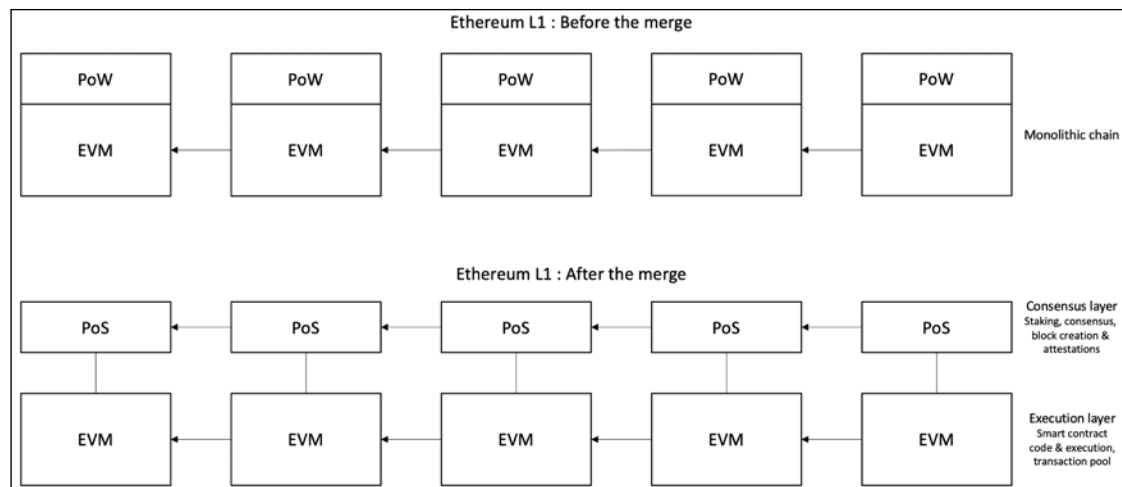 Ethereum L1 : Before the merge
PoW PoW PoW PoW PoW
EVM EVM EVM EVM EVM
Monolithic chain
Ethereum L1 : After the merge
PoS PoS PoS PoS PoS
Consensus layer
Staking, consensus,
block creation &
attestations
EVM EVM EVM EVM EVM
Execution layer
Smart contract
code & execution,
transaction pool